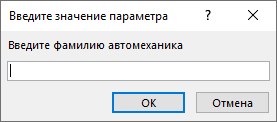 Введите значение параметра ? ×
Введите фамилию автомеханика
ОК Отмена